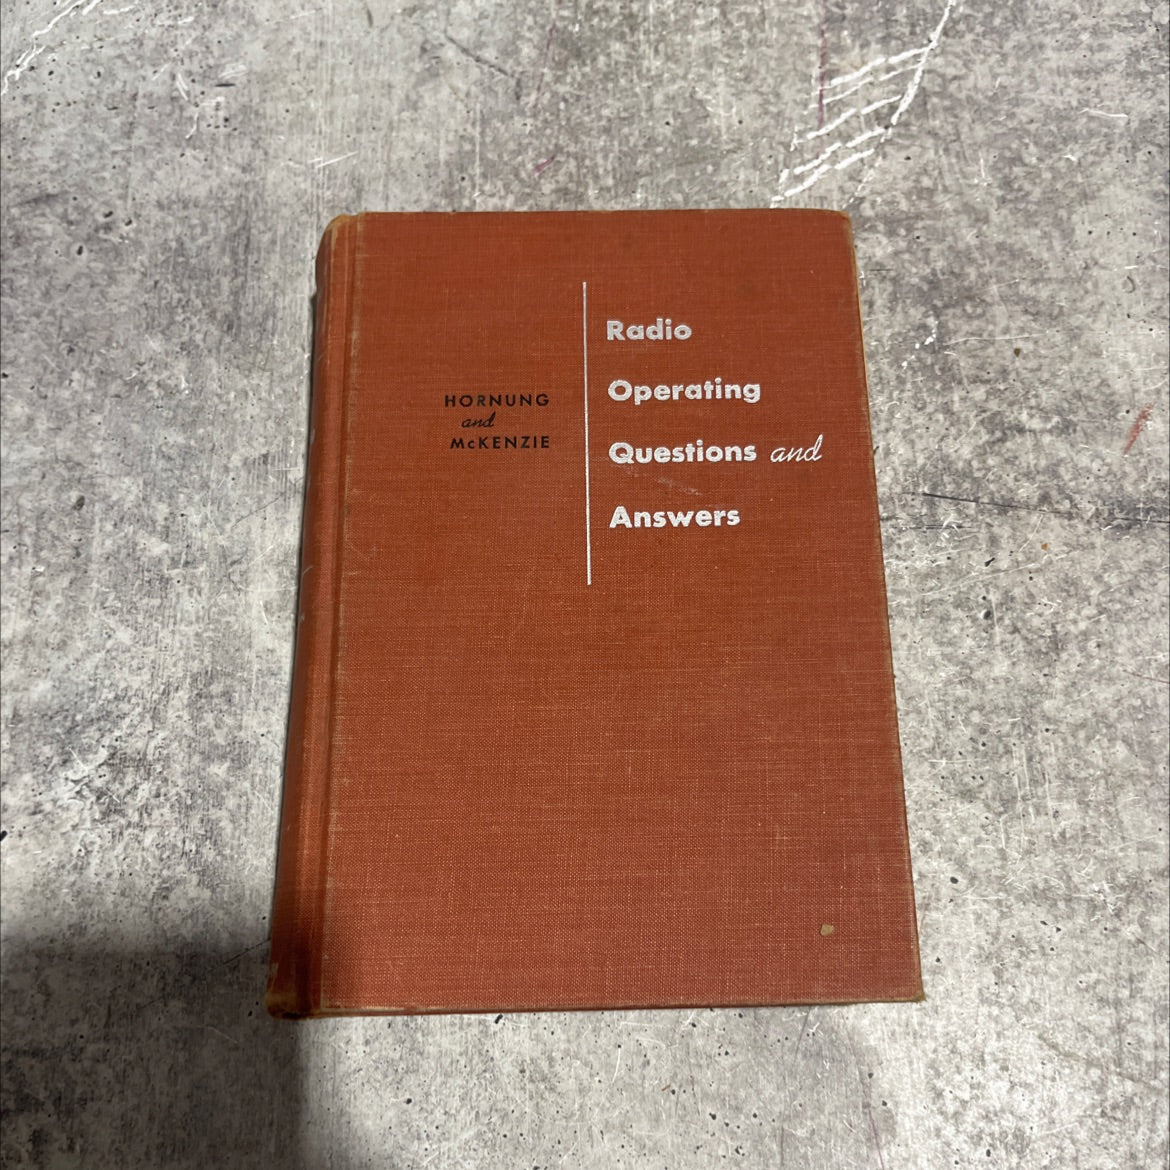 HORNUNG
and
McKENZIE
Radio
Operating
Questions and
Answers